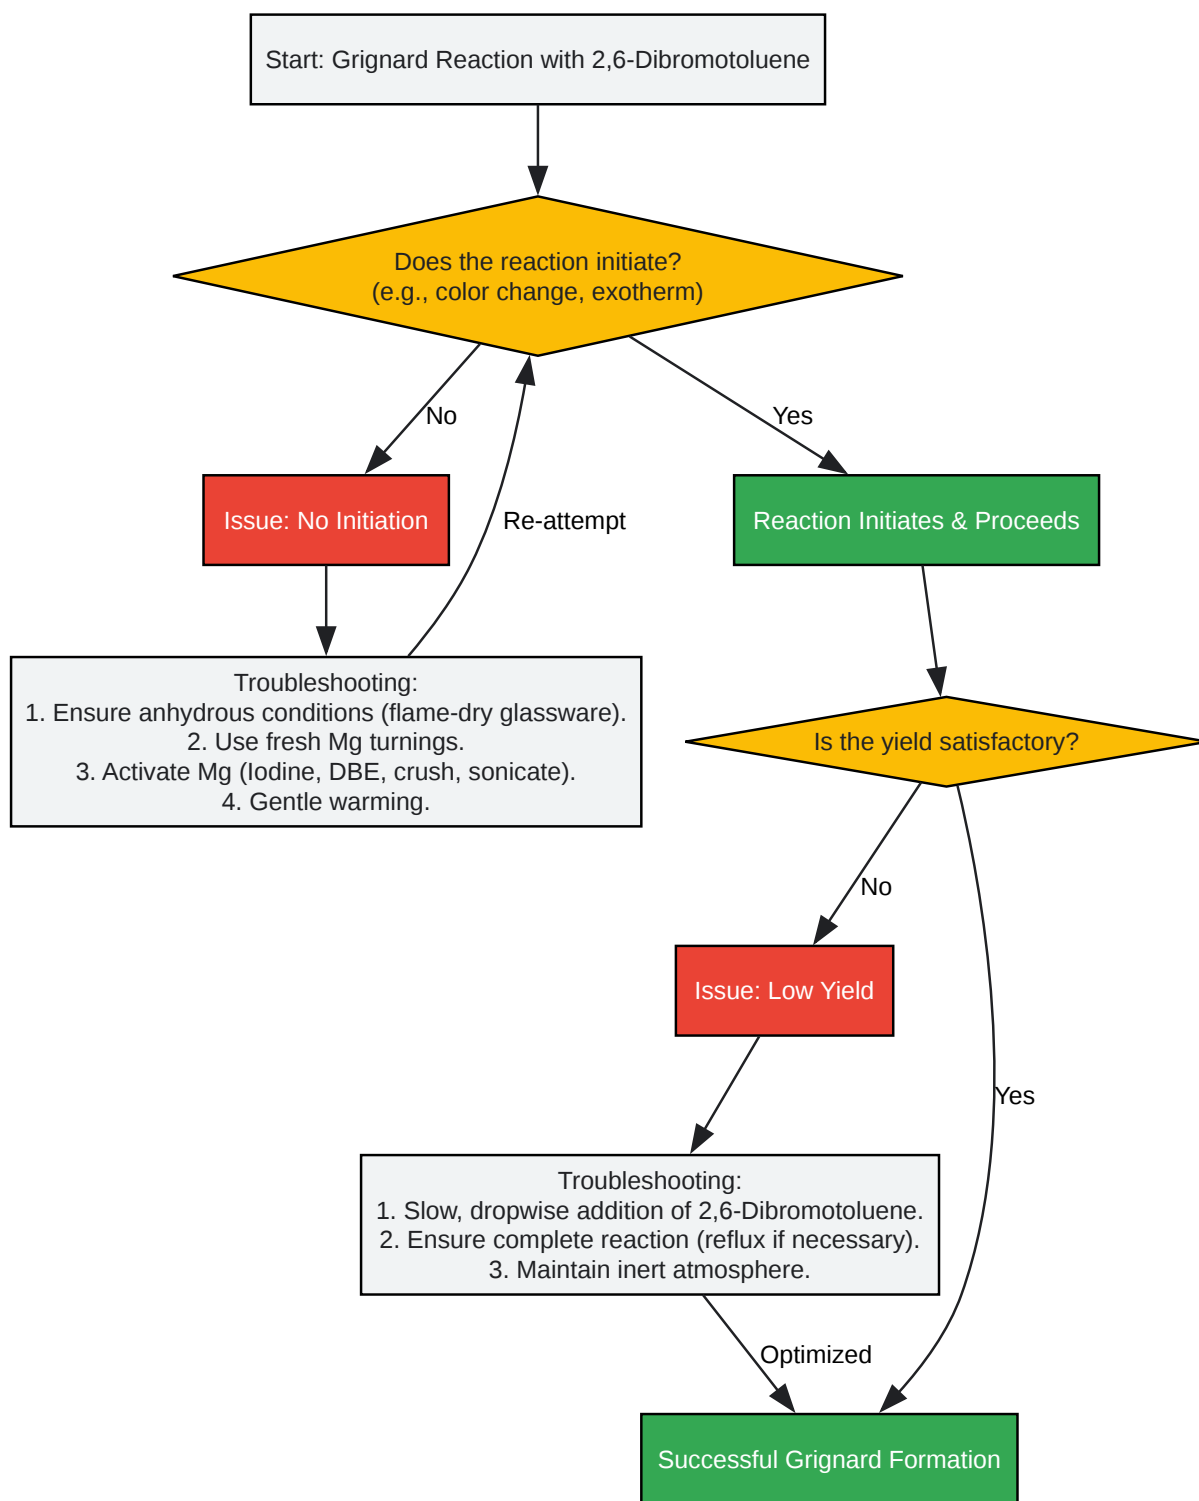 Start: Grignard Reaction with 2,6-Dibromotoluene
Does the reaction initiate?
(e.g., color change, exotherm)
No
Yes
Issue: No Initiation
Re-attempt
Reaction Initiates & Proceeds
Troubleshooting:
1. Ensure anhydrous conditions (flame-dry glassware).
2. Use fresh Mg turnings.
3. Activate Mg (Iodine, DBE, crush, sonicate).
4. Gentle warming.
Is the yield satisfactory?
No
Issue: Low Yield
Yes
Troubleshooting:
1. Slow, dropwise addition of 2,6-Dibromotoluene.
2. Ensure complete reaction (reflux if necessary).
3. Maintain inert atmosphere.
Optimized
Successful Grignard Formation